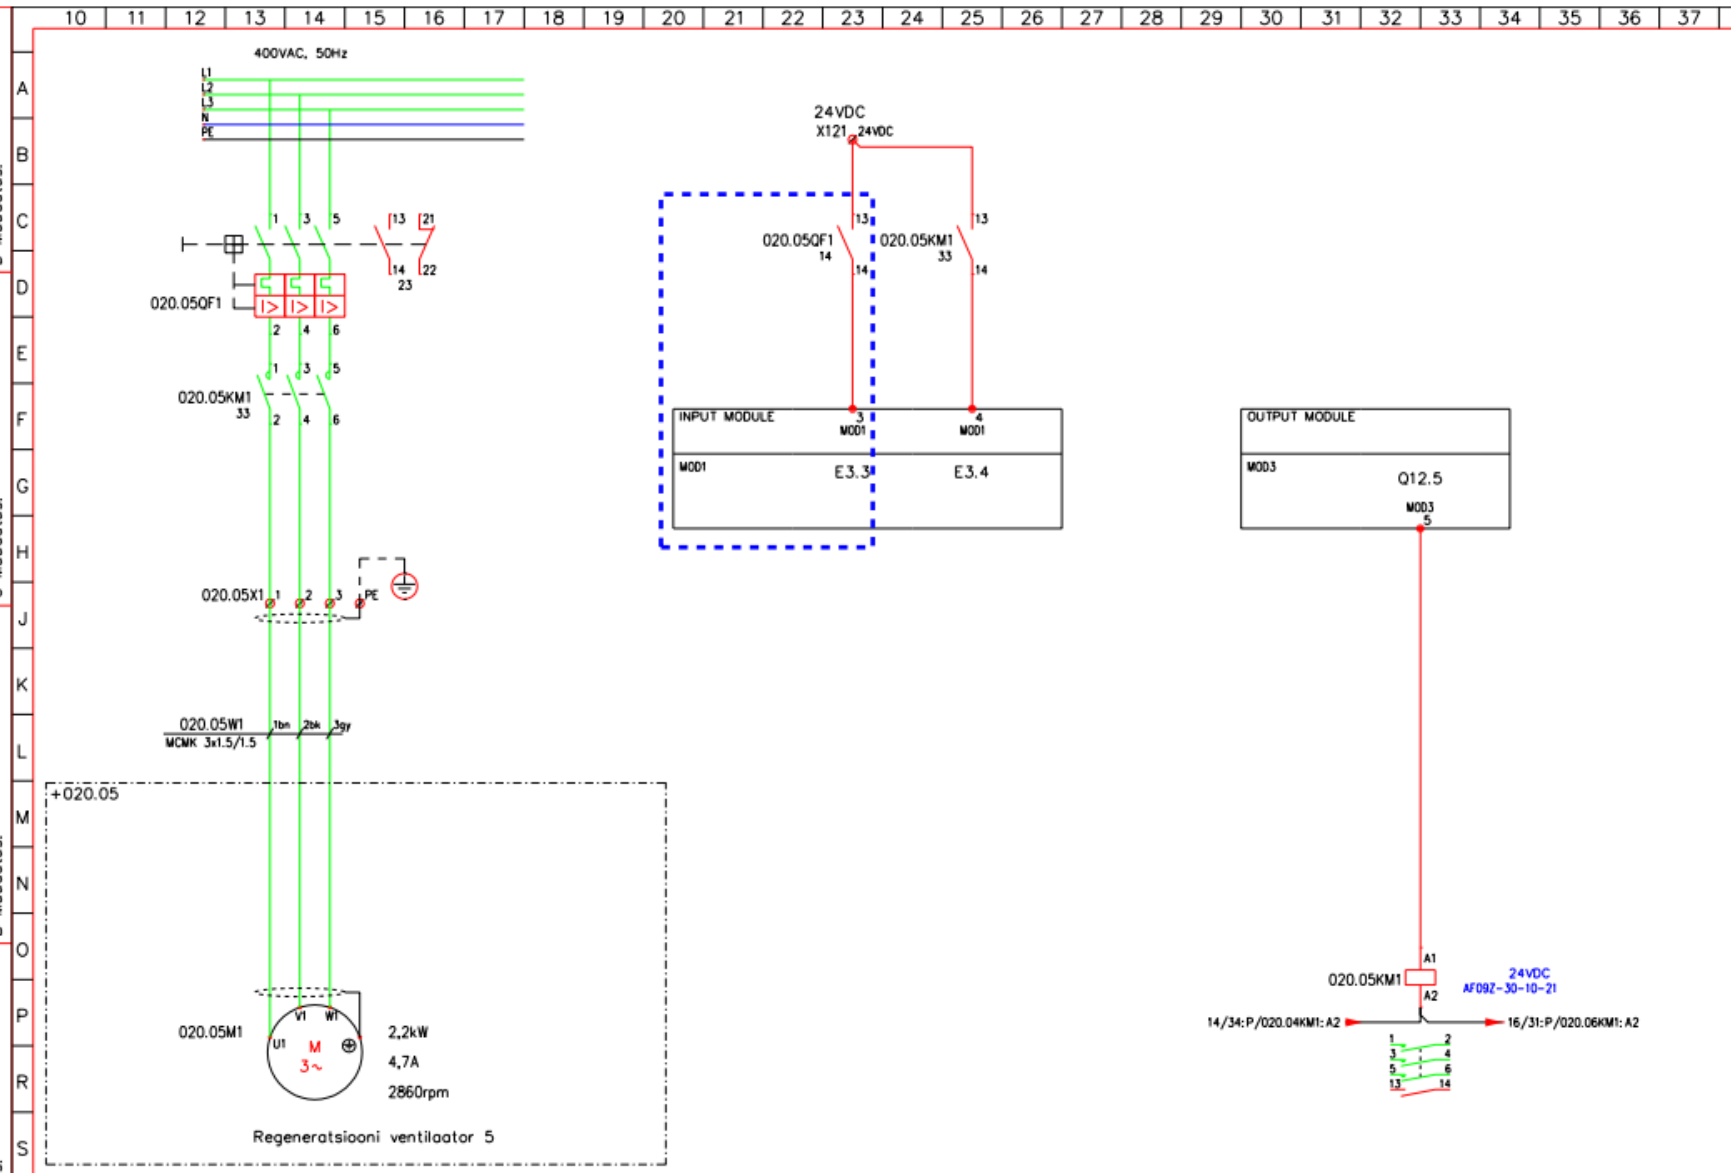 10 11 12 13 14 15 16 17 18 19 20 21 22 23 24 25 26 27 28 29 30 31 32 33 34 35 36 37
A
B
C
D
E
F
G
H
J
K
L
M
N
O
P
R
S
400VAC, 50Hz
L1
L2
L3
N
PE
1 3 5
13 21
14 22
23
020.05QF1
I> I> I>
2 4 6
1 3 5
020.05KM1
33
2 4 6
020.05X1 1 2 3 PE
020.05W1 1bn 2bk 3gy
MCMK 3x1.5/1.5
+020.05
V1 W1
020.05M1 U1 M 2,2kW
3~ 4,7A
2860rpm
Regeneratsiooni ventilaator 5
24VDC
X121 24VDC
13 13
020.05QF1 020.05KM1
14 33
14 14
INPUT MODULE 3 4
MOD1 MOD1
MOD1 E3.3 E3.4
OUTPUT MODULE
MOD3 Q12.5
MOD3
5
A1
020.05KM1 24VDC
A2 AF09Z-30-10-21
14/34:P/020.04KM1:A2 16/31:P/020.06KM1:A2
1 2
3 4
5 6
13 14